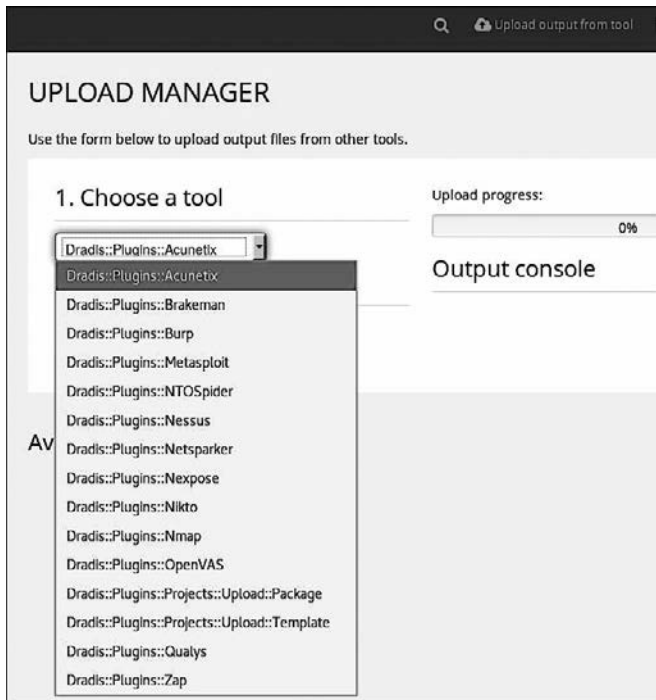 Upload output from tool
UPLOAD MANAGER
Use the form below to upload output files from other tools.
1. Choose a tool
Dradis::Plugins::Acunetix
Dradis::Plugins::Acunetix
Dradis::Plugins::Brakeman
Dradis::Plugins::Burp
Dradis::Plugins::Metasploit
Dradis::Plugins::NTOSpider
Dradis::Plugins::Nessus
Dradis::Plugins::Netsparker
Dradis::Plugins::Nexpose
Dradis::Plugins::Nikto
Dradis::Plugins::Nmap
Dradis::Plugins::OpenVAS
Dradis::Plugins::Projects::Upload::Package
Dradis::Plugins::Projects::Upload::Template
Dradis::Plugins::Qualys
Dradis::Plugins::Zap
Av
Upload progress:
0%
Output console